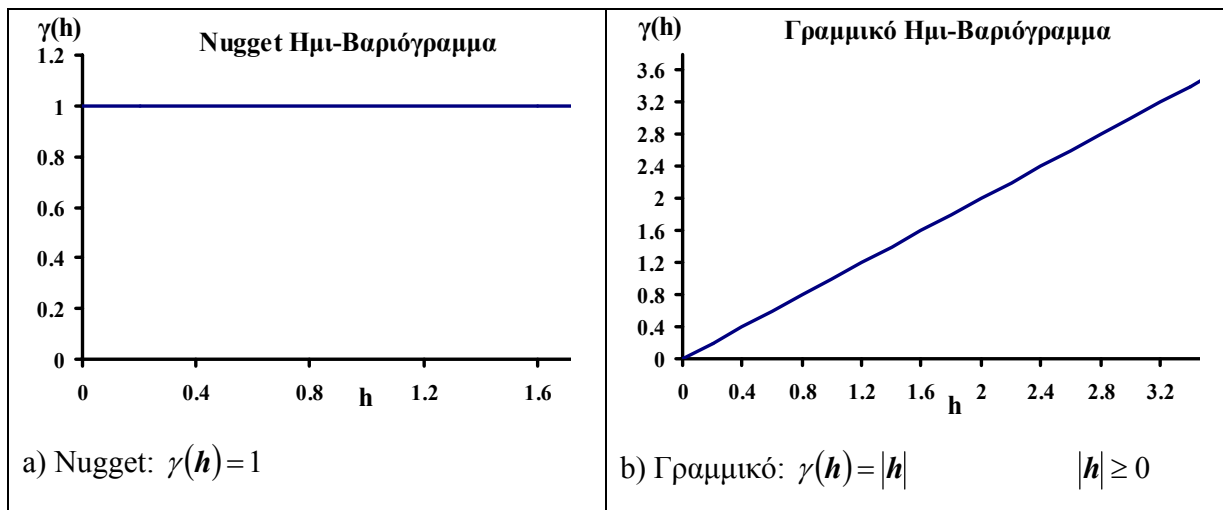 γ(h)
Nugget Ημι-Βαριόγραμμα
1.2
1
0.8
0.6
0.4
0.2
0
0 0.4 0.8 1.2 1.6
h
a) Nugget: γ(h) = 1
γ(h)
Γραμμικό Ημι-Βαριόγραμμα
3.6
3.2
2.8
2.4
2
1.6
1.2
0.8
0.4
0
0 0.4 0.8 1.2 1.6 2 2.4 2.8 3.2
h
b) Γραμμικό: γ(h) = |h| |h| ≥ 0